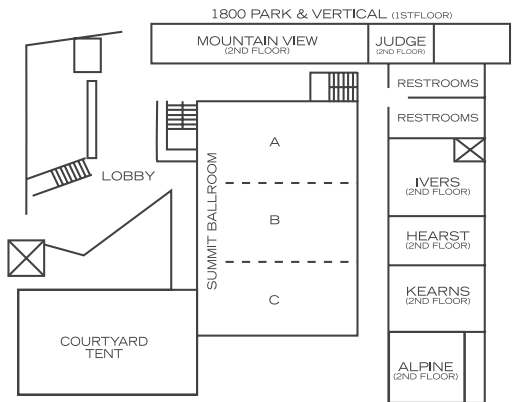 1800 PARK & VERTICAL (1STFLOOR)
MOUNTAIN VIEW
(2ND FLOOR)
JUDGE
(2ND FLOOR)
RESTROOMS
RESTROOMS
A
LOBBY
IVERS
(2ND FLOOR)
SUMMIT BALLROOM
B
HEARST
(2ND FLOOR)
KEARNS
(2ND FLOOR)
C
COURTYARD
TENT
ALPINE
(2ND FLOOR)